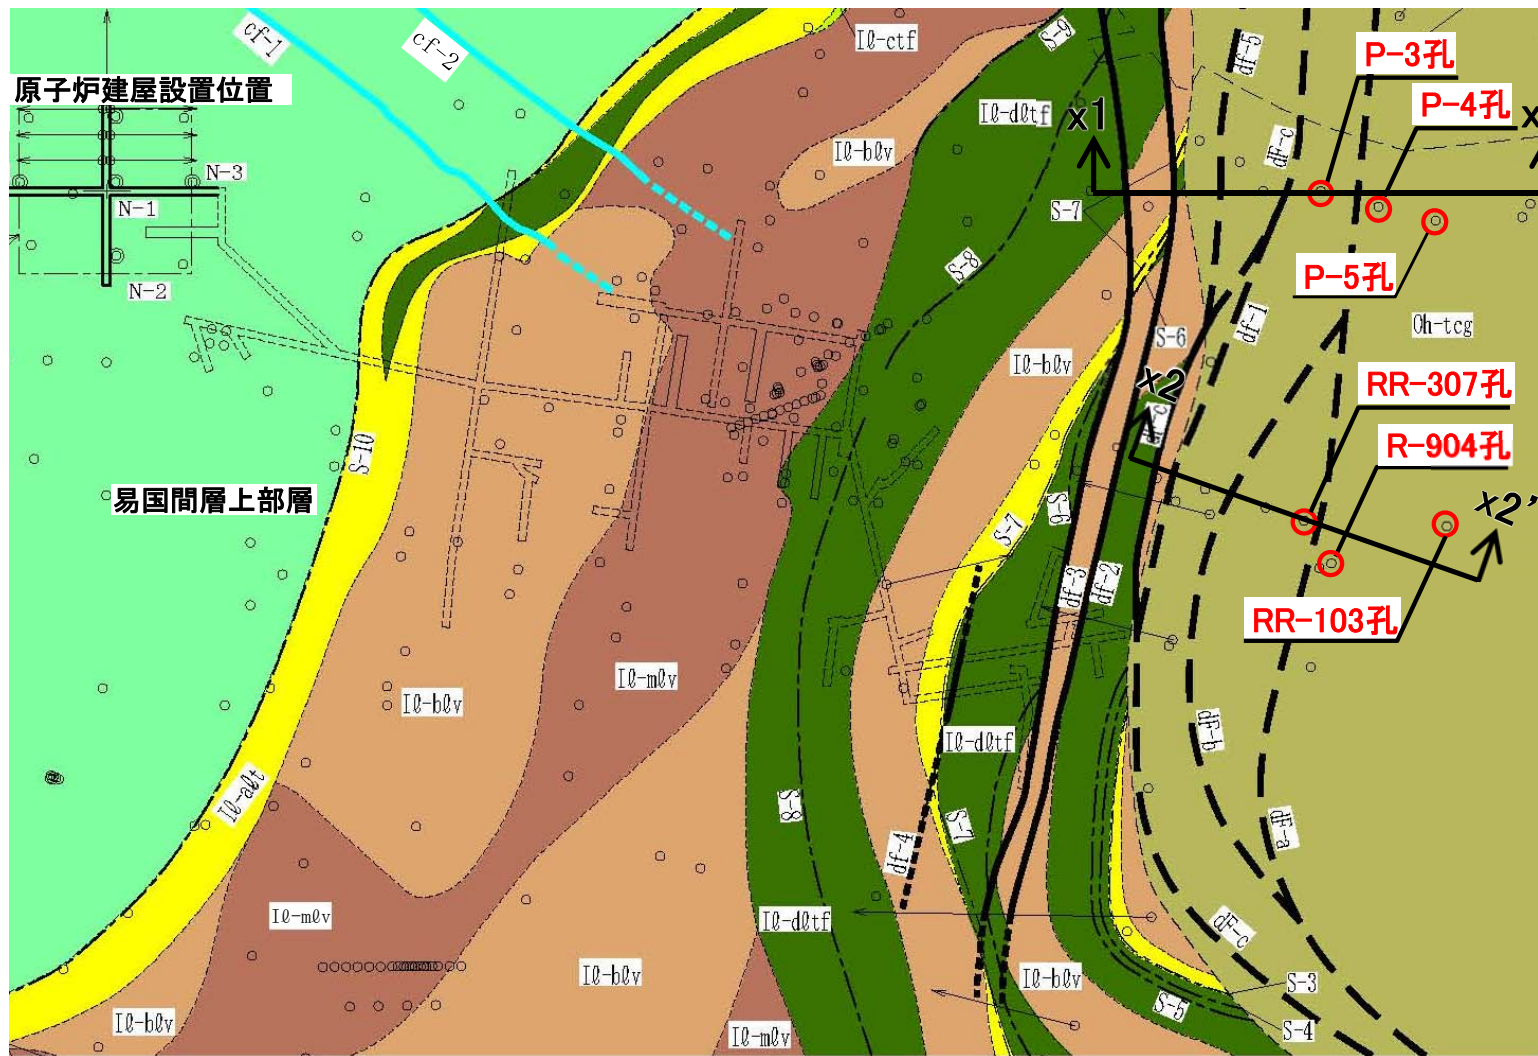 cf-1
cf-2
Iℓ-ctf
S-9
df-5
P-3孔
原子炉建屋設置位置
P-4孔
x1
Iℓ-dℓtf
x
Iℓ-bℓv
dF-c
N-3
N-1
S-7
P-5孔
S-8
N-2
df-1
Oh-tcg
S-6
Iℓ-bℓv
x2
RR-307孔
dF-c
R-904孔
S-10
易国間層上部層
S-6
x2'
S-7
df-3
df-2
RR-103孔
Iℓ-mℓv
Iℓ-bℓv
dF-b
Iℓ-dℓtf
Iℓ-aℓt
S-8
S-7
dF-a
df-4
Iℓ-mℓv
Iℓ-dℓtf
dF-c
Iℓ-bℓv
Iℓ-bℓv
S-3
S-5
Iℓ-bℓv
S-4
Iℓ-mℓv